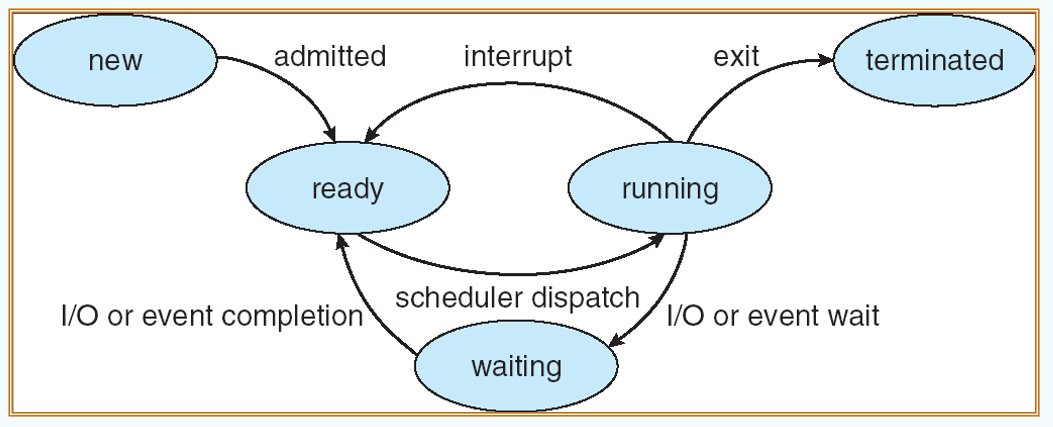 new
admitted
interrupt
exit
terminated
ready
running
scheduler dispatch
I/O or event completion
I/O or event wait
waiting